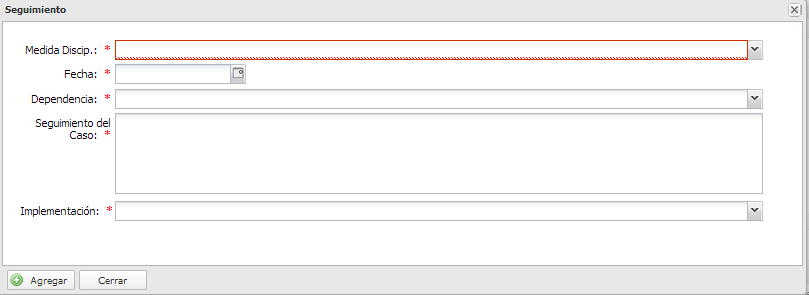 Seguimiento
Medida Discip.: *
Fecha: *
Dependencia: *
Seguimiento del
Caso: *
Implementación: *
Agregar Cerrar